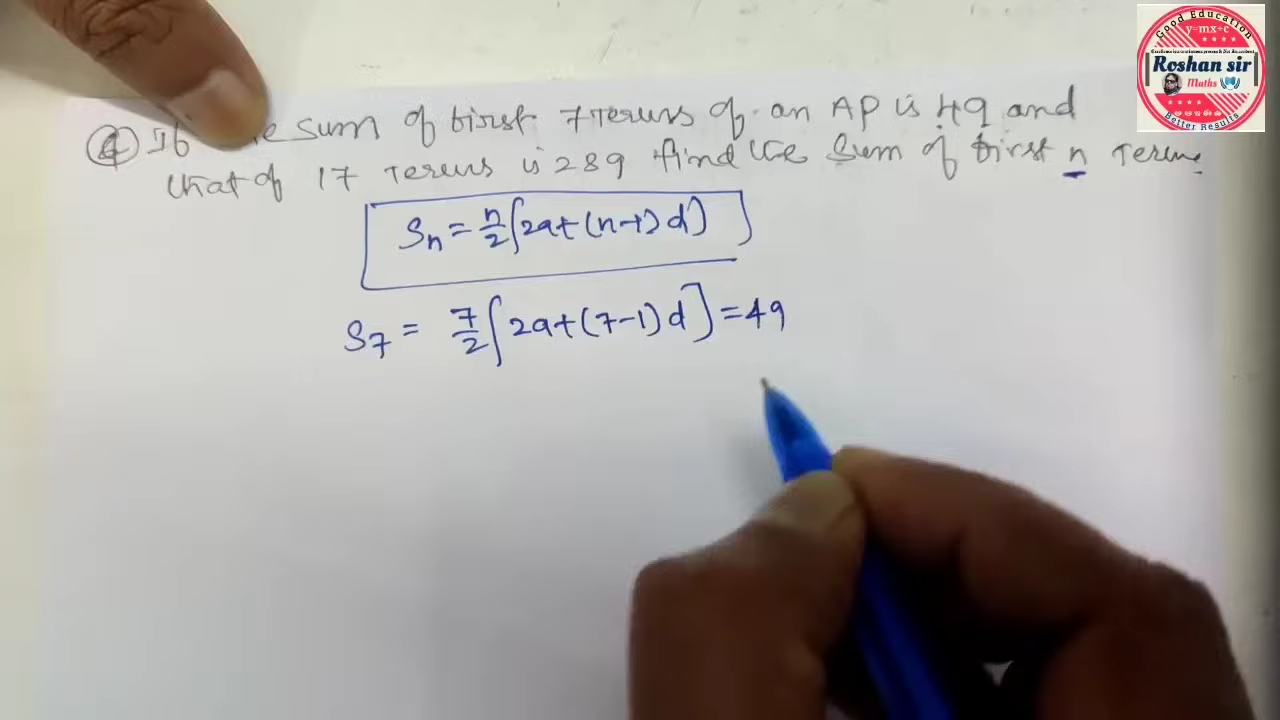 ④ If the sum of first 7 terms of an AP is 49 and
that of 17 terms is 289 find the sum of first n terms.
Sn = n/2 [2a+(n-1)d]
S7 = 7/2 [2a+(7-1)d] = 49
Good Education
y=mx+c
Roshan sir
Maths
Better Results